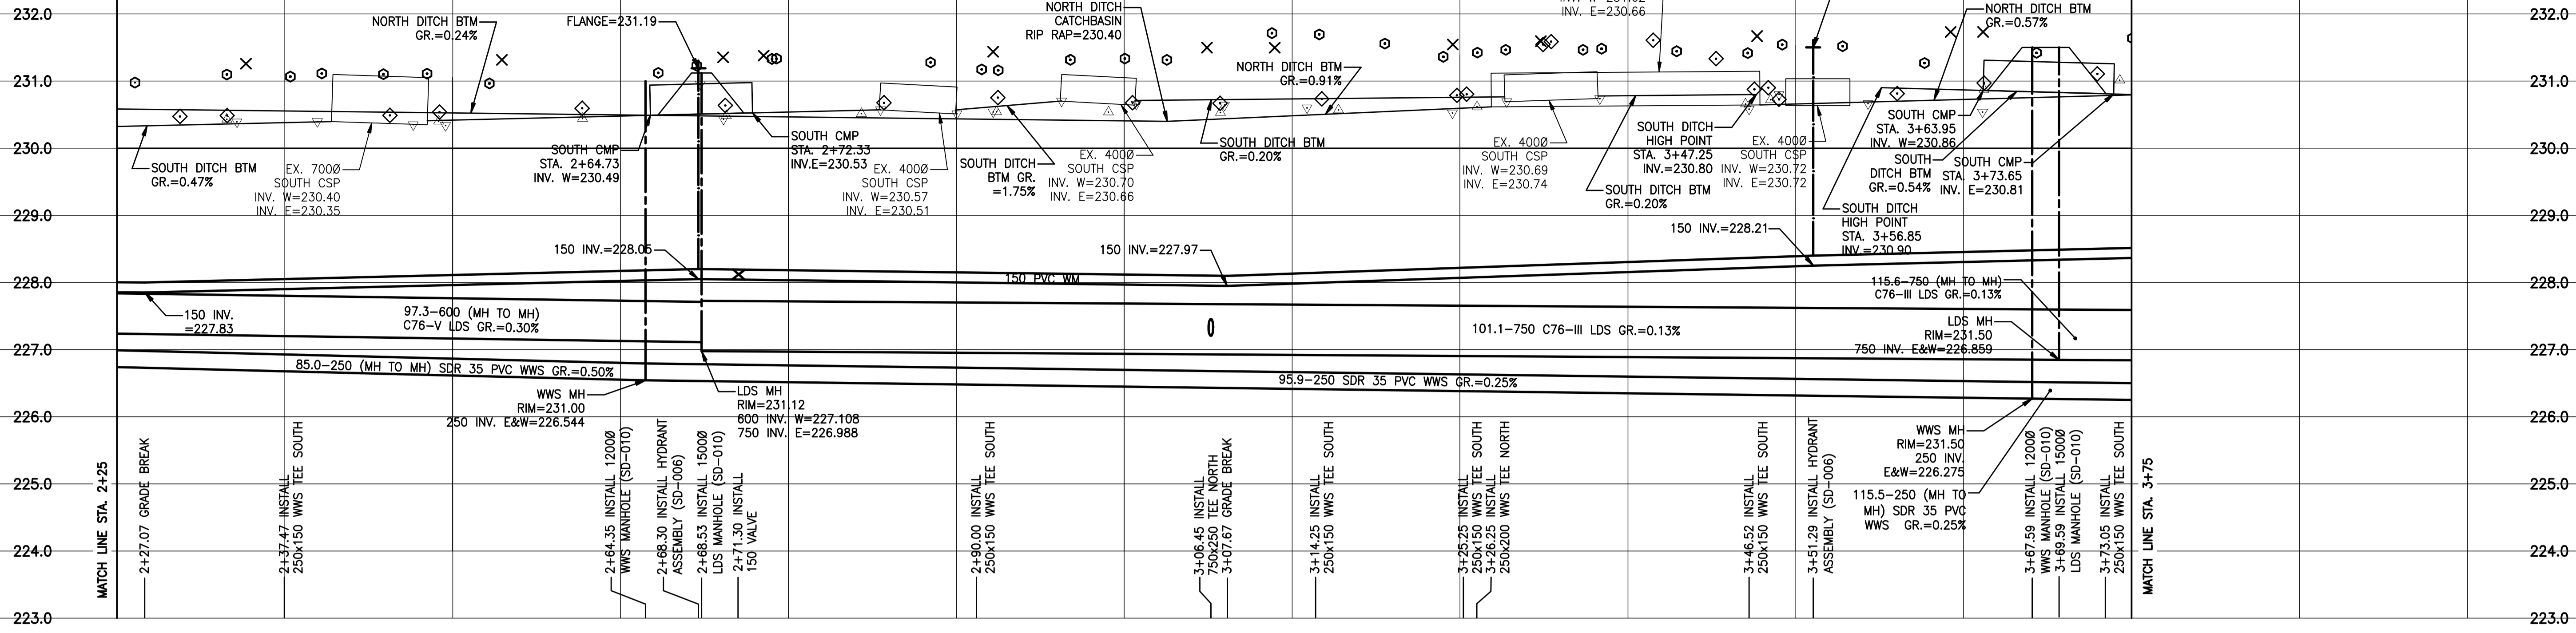 232.0
231.0
230.0
229.0
228.0
227.0
226.0
225.0
224.0
223.0
NORTH DITCH BTM
GR.=0.24%
FLANGE=231.19
NORTH DITCH
CATCHBASIN
RIP RAP=230.40
INV. E=230.66
NORTH DITCH BTM
GR.=0.57%
NORTH DITCH BTM
GR.=0.91%
SOUTH DITCH BTM
GR.=0.47%
EX. 700Ø
SOUTH CSP
INV. W=230.40
INV. E=230.35
SOUTH CMP
STA. 2+64.73
INV. W=230.49
SOUTH CMP
STA. 2+72.33
INV.E=230.53
EX. 400Ø
SOUTH CSP
INV. W=230.57
INV. E=230.51
SOUTH DITCH
BTM GR.
=1.75%
EX. 400Ø
SOUTH CSP
INV. W=230.70
INV. E=230.66
SOUTH DITCH BTM
GR.=0.20%
EX. 400Ø
SOUTH CSP
INV. W=230.69
INV. E=230.74
SOUTH DITCH BTM
GR.=0.20%
SOUTH DITCH
HIGH POINT
STA. 3+47.25
INV.=230.80
EX. 400Ø
SOUTH CSP
INV. W=230.72
INV. E=230.72
SOUTH CMP
STA. 3+63.95
INV. W=230.86
SOUTH
DITCH BTM
GR.=0.54%
SOUTH CMP
STA. 3+73.65
INV. E=230.81
SOUTH DITCH
HIGH POINT
STA. 3+56.85
INV.=230.90
150 INV.=228.05
150 INV.=227.97
150 INV.=228.21
150 PVC WM
150 INV.
=227.83
97.3-600 (MH TO MH)
C76-V LDS GR.=0.30%
101.1-750 C76-III LDS GR.=0.13%
115.6-750 (MH TO MH)
C76-III LDS GR.=0.13%
LDS MH
RIM=231.50
750 INV. E&W=226.859
85.0-250 (MH TO MH) SDR 35 PVC WWS GR.=0.50%
95.9-250 SDR 35 PVC WWS GR.=0.25%
WWS MH
RIM=231.00
250 INV. E&W=226.544
LDS MH
RIM=231.12
600 INV. W=227.108
750 INV. E=226.988
WWS MH
RIM=231.50
250 INV.
E&W=226.275
115.5-250 (MH TO
MH) SDR 35 PVC
WWS GR.=0.25%
MATCH LINE STA. 2+25
2+27.07 GRADE BREAK
2+37.47 INSTALL
250x150 WWS TEE SOUTH
2+64.35 INSTALL 1200Ø
WWS MANHOLE (SD-010)
2+68.30 INSTALL HYDRANT
ASSEMBLY (SD-006)
2+68.53 INSTALL 1500Ø
LDS MANHOLE (SD-010)
2+71.30 INSTALL
150 VALVE
2+90.00 INSTALL
250x150 WWS TEE SOUTH
3+06.45 INSTALL
750x250 TEE NORTH
3+07.67 GRADE BREAK
3+14.25 INSTALL
250x150 WWS TEE SOUTH
3+25.25 INSTALL
250x150 WWS TEE SOUTH
3+26.25 INSTALL
250x200 WWS TEE NORTH
3+46.52 INSTALL
250x150 WWS TEE SOUTH
3+51.29 INSTALL HYDRANT
ASSEMBLY (SD-006)
3+67.59 INSTALL 1200Ø
WWS MANHOLE (SD-010)
3+69.59 INSTALL 1500Ø
LDS MANHOLE (SD-010)
3+73.05 INSTALL
250x150 WWS TEE SOUTH
MATCH LINE STA. 3+75
232.0
231.0
230.0
229.0
228.0
227.0
226.0
225.0
224.0
223.0